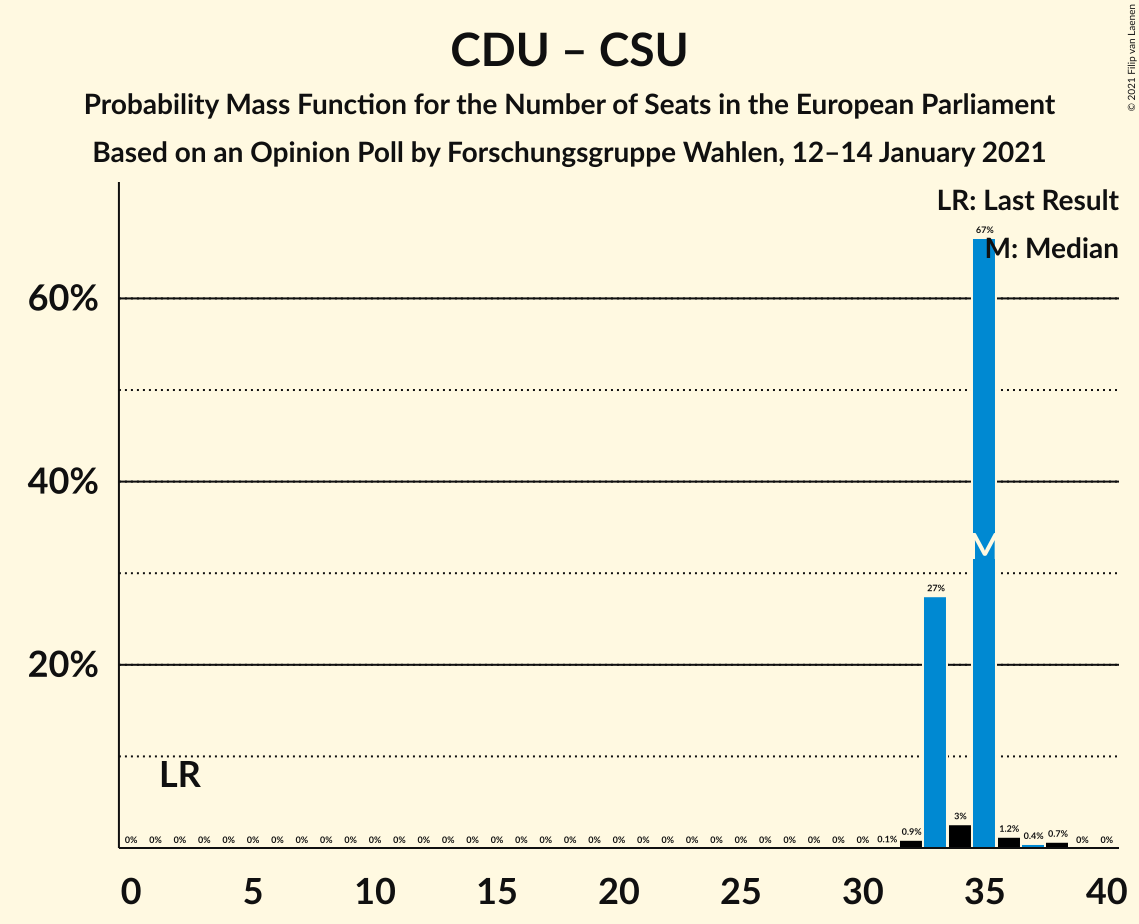 © 2021 Filip van Laenen
CDU – CSU
Probability Mass Function for the Number of Seats in the European Parliament
Based on an Opinion Poll by Forschungsgruppe Wahlen, 12–14 January 2021
LR: Last Result
67%
M: Median
60%
40%
M
27%
20%
LR
0% 0% 0% 0% 0% 0% 0% 0% 0% 0% 0% 0% 0% 0% 0% 0% 0% 0% 0% 0% 0% 0% 0% 0% 0% 0% 0% 0% 0% 0% 0% 0.1% 0.9% 3% 1.2% 0.4% 0.7% 0% 0%
0 5 10 15 20 25 30 35 40